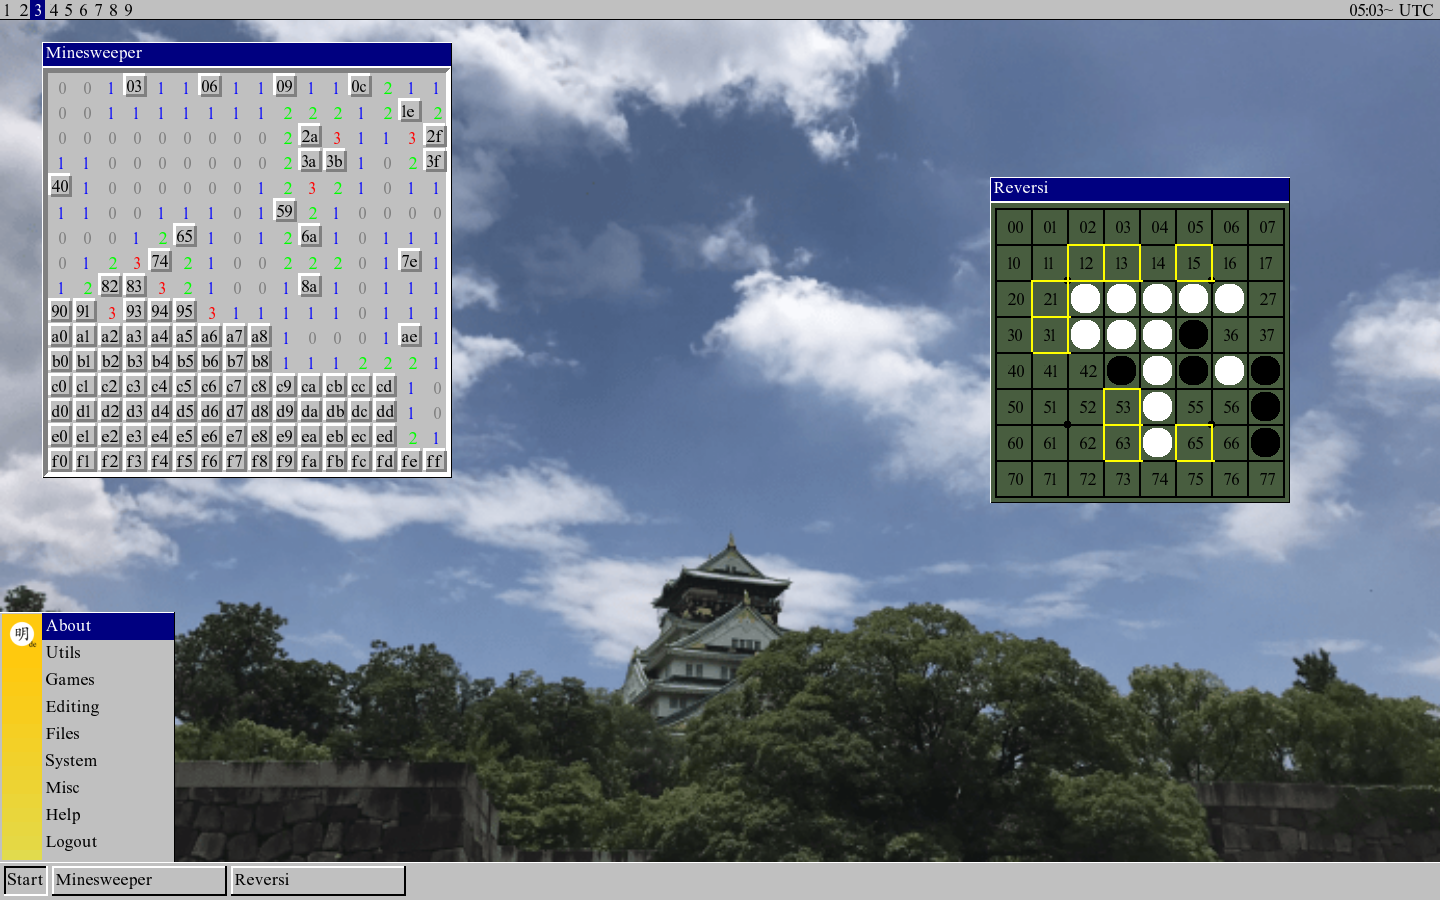 1 2 3 4 5 6 7 8 9 05:03~ UTC
Minesweeper
0 0 1 03 1 1 06 1 1 09 1 1 0c 2 1 1
0 0 1 1 1 1 1 1 1 2 2 2 1 2 1e 2
0 0 0 0 0 0 0 0 0 2 2a 3 1 1 3 2f
1 1 0 0 0 0 0 0 0 2 3a 3b 1 0 2 3f
40 1 0 0 0 0 0 0 1 2 3 2 1 0 1 1
1 1 0 0 1 1 1 0 1 59 2 1 0 0 0 0
0 0 0 1 2 65 1 0 1 2 6a 1 0 1 1 1
0 1 2 3 74 2 1 0 0 2 2 2 0 1 7e 1
1 2 82 83 3 2 1 0 0 1 8a 1 0 1 1 1
90 91 3 93 94 95 3 1 1 1 1 1 0 0 0 0
a0 a1 a2 a3 a4 a5 a6 a7 a8 1 0 0 0 1 ae 1
b0 b1 b2 b3 b4 b5 b6 b7 b8 1 1 1 2 2 2 1
c0 c1 c2 c3 c4 c5 c6 c7 c8 c9 ca cb cc cd 1 0
d0 d1 d2 d3 d4 d5 d6 d7 d8 d9 da db dc dd 1 0
e0 e1 e2 e3 e4 e5 e6 e7 e8 e9 ea eb ec ed 2 1
f0 f1 f2 f3 f4 f5 f6 f7 f8 f9 fa fb fc fd fe ff
Reversi
00 01 02 03 04 05 06 07
10 11 12 13 14 15 16 17
20 21 27
30 31 36 37
40 41 42
50 51 52 53 55 56
60 61 62 63 65 66
70 71 72 73 74 75 76 77
明
de
About
Utils
Games
Editing
Files
System
Misc
Help
Logout
Start Minesweeper Reversi